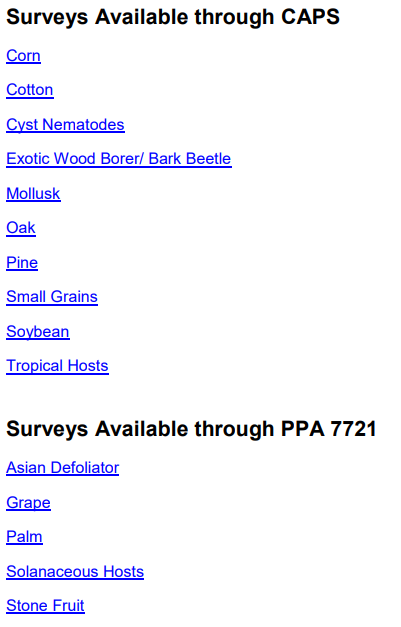 Surveys Available through CAPS
Corn
Cotton
Cyst Nematodes
Exotic Wood Borer/ Bark Beetle
Mollusk
Oak
Pine
Small Grains
Soybean
Tropical Hosts
Surveys Available through PPA 7721
Asian Defoliator
Grape
Palm
Solanaceous Hosts
Stone Fruit